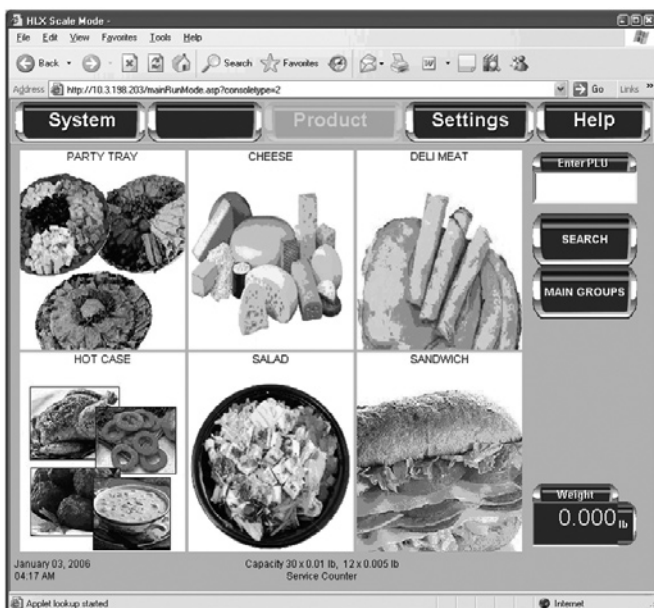 HLX Scale Mode -
File Edit View Favorites Tools Help
Back Search Favorites
Address http://10.3.198.203/mainRunMode.asp?consoletype=2 Go Links »
System Product Settings Help
PARTY TRAY CHEESE DELI MEAT
Enter PLU
SEARCH
MAIN GROUPS
HOT CASE SALAD SANDWICH
Weight
0.000 lb
January 03, 2006
04:17 AM
Capacity 30 x 0.01 lb, 12 x 0.005 lb
Service Counter
Applet lookup started Internet